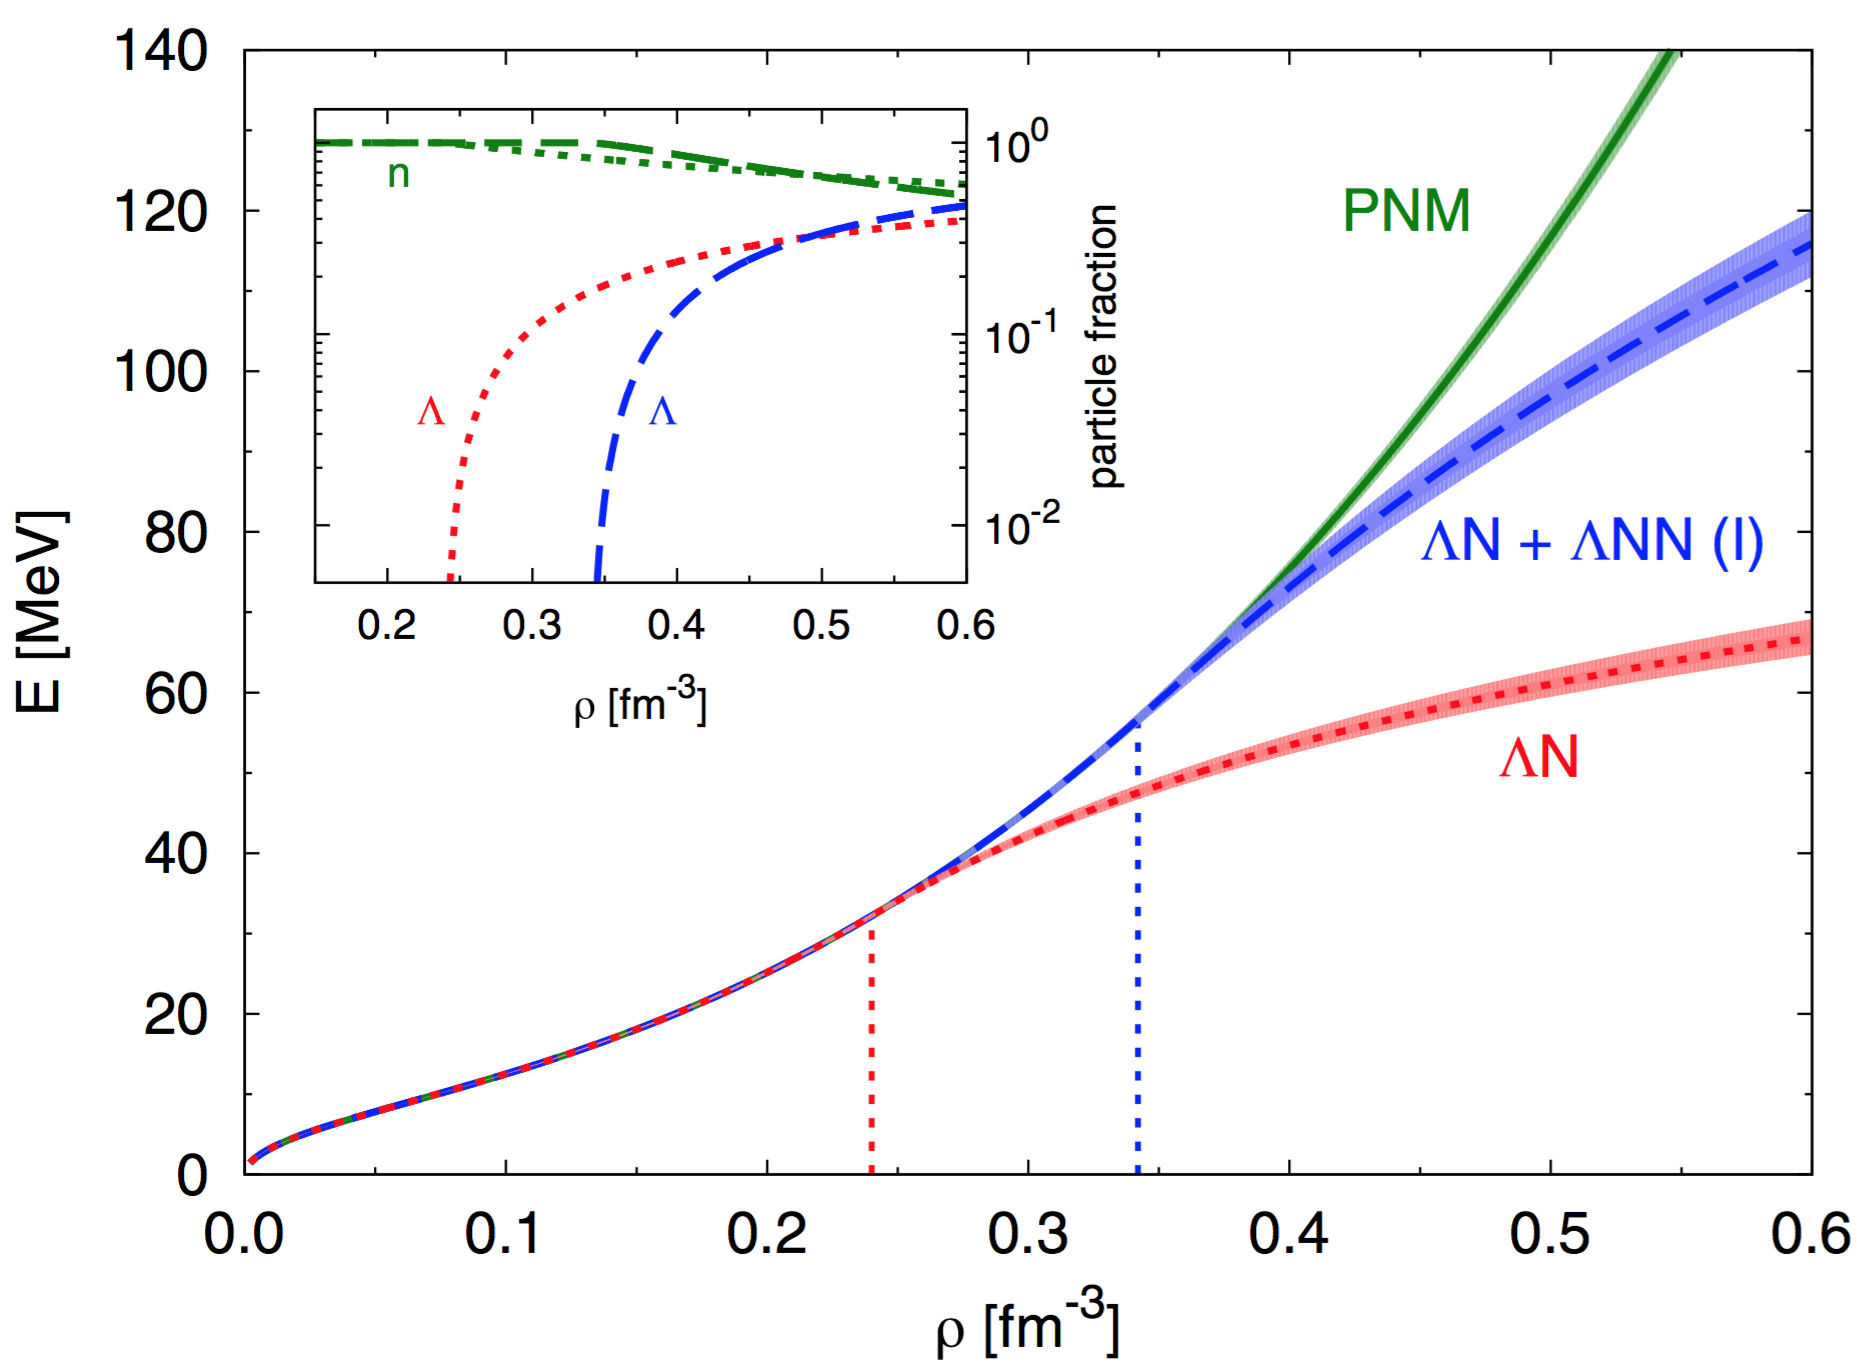 E [MeV]
140
120
100
80
60
40
20
0
0.0 0.1 0.2 0.3 0.4 0.5 0.6
ρ [fm⁻³]
PNM
ΛN + ΛNN (I)
ΛN
n
Λ
Λ
10⁰
10⁻¹
10⁻²
particle fraction
0.2 0.3 0.4 0.5 0.6
ρ [fm⁻³]